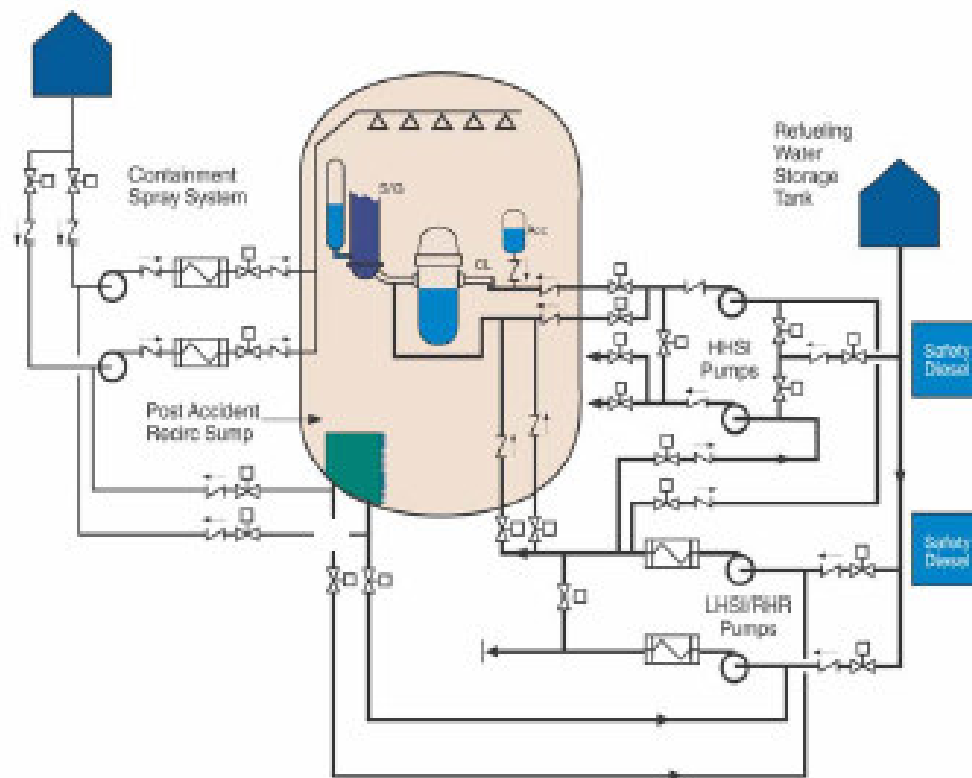 Containment
Spray System
Refueling
Water
Storage
Tank
S/G
Acc
CL
HHSI
Pumps
Safety
Diesel
Post Accident
Recirc Sump
Safety
Diesel
LHSI/RHR
Pumps